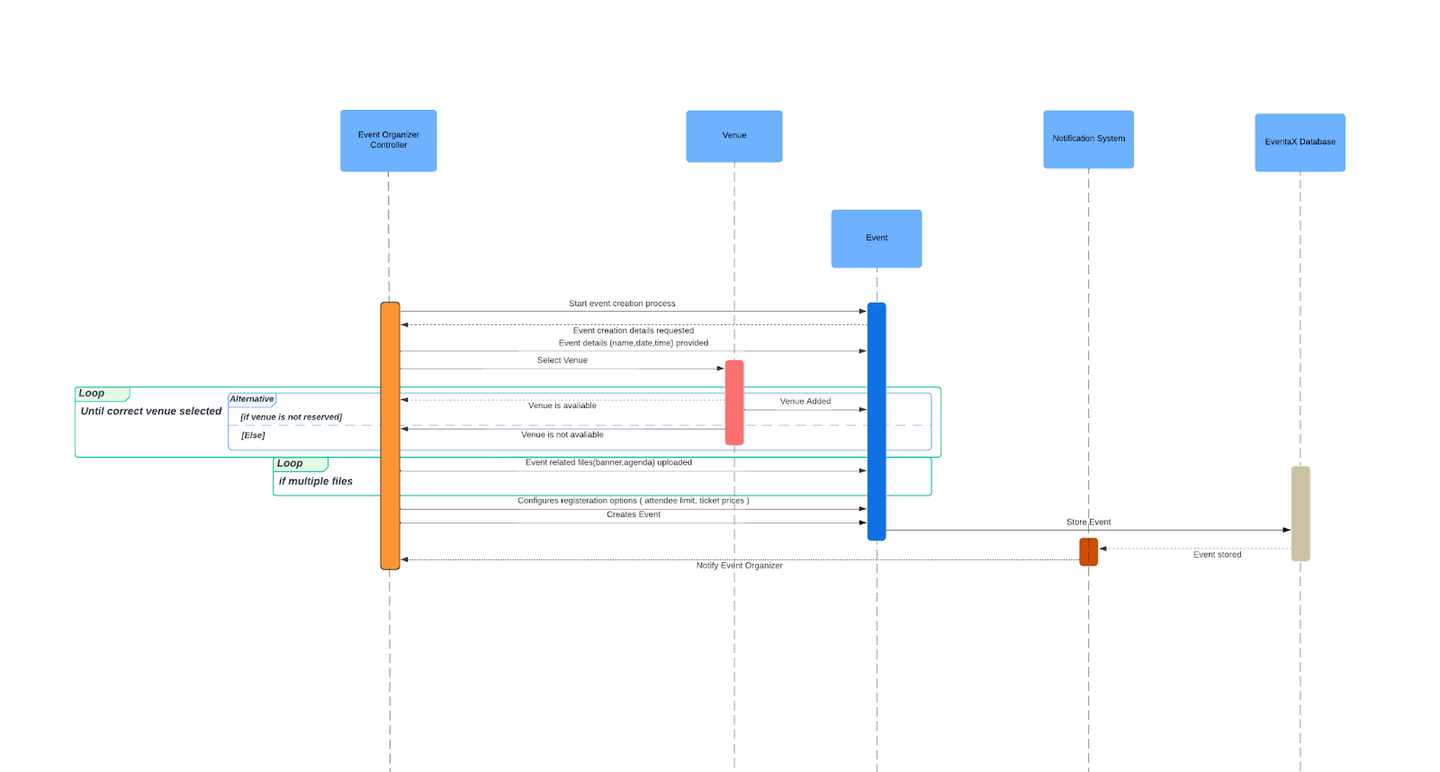 Event Organizer
Controller
Venue
Notification System
EventaX Database
Event
Start event creation process
Event creation details requested
Event details (name,date,time) provided
Select Venue
Loop
Until correct venue selected
Alternative
[if venue is not reserved]
[Else]
Venue is avaliable
Venue Added
Venue is not avaliable
Loop
if multiple files
Event related files(banner,agenda) uploaded
Configures registeration options ( attendee limit, ticket prices )
Creates Event
Store Event
Event stored
Notify Event Organizer